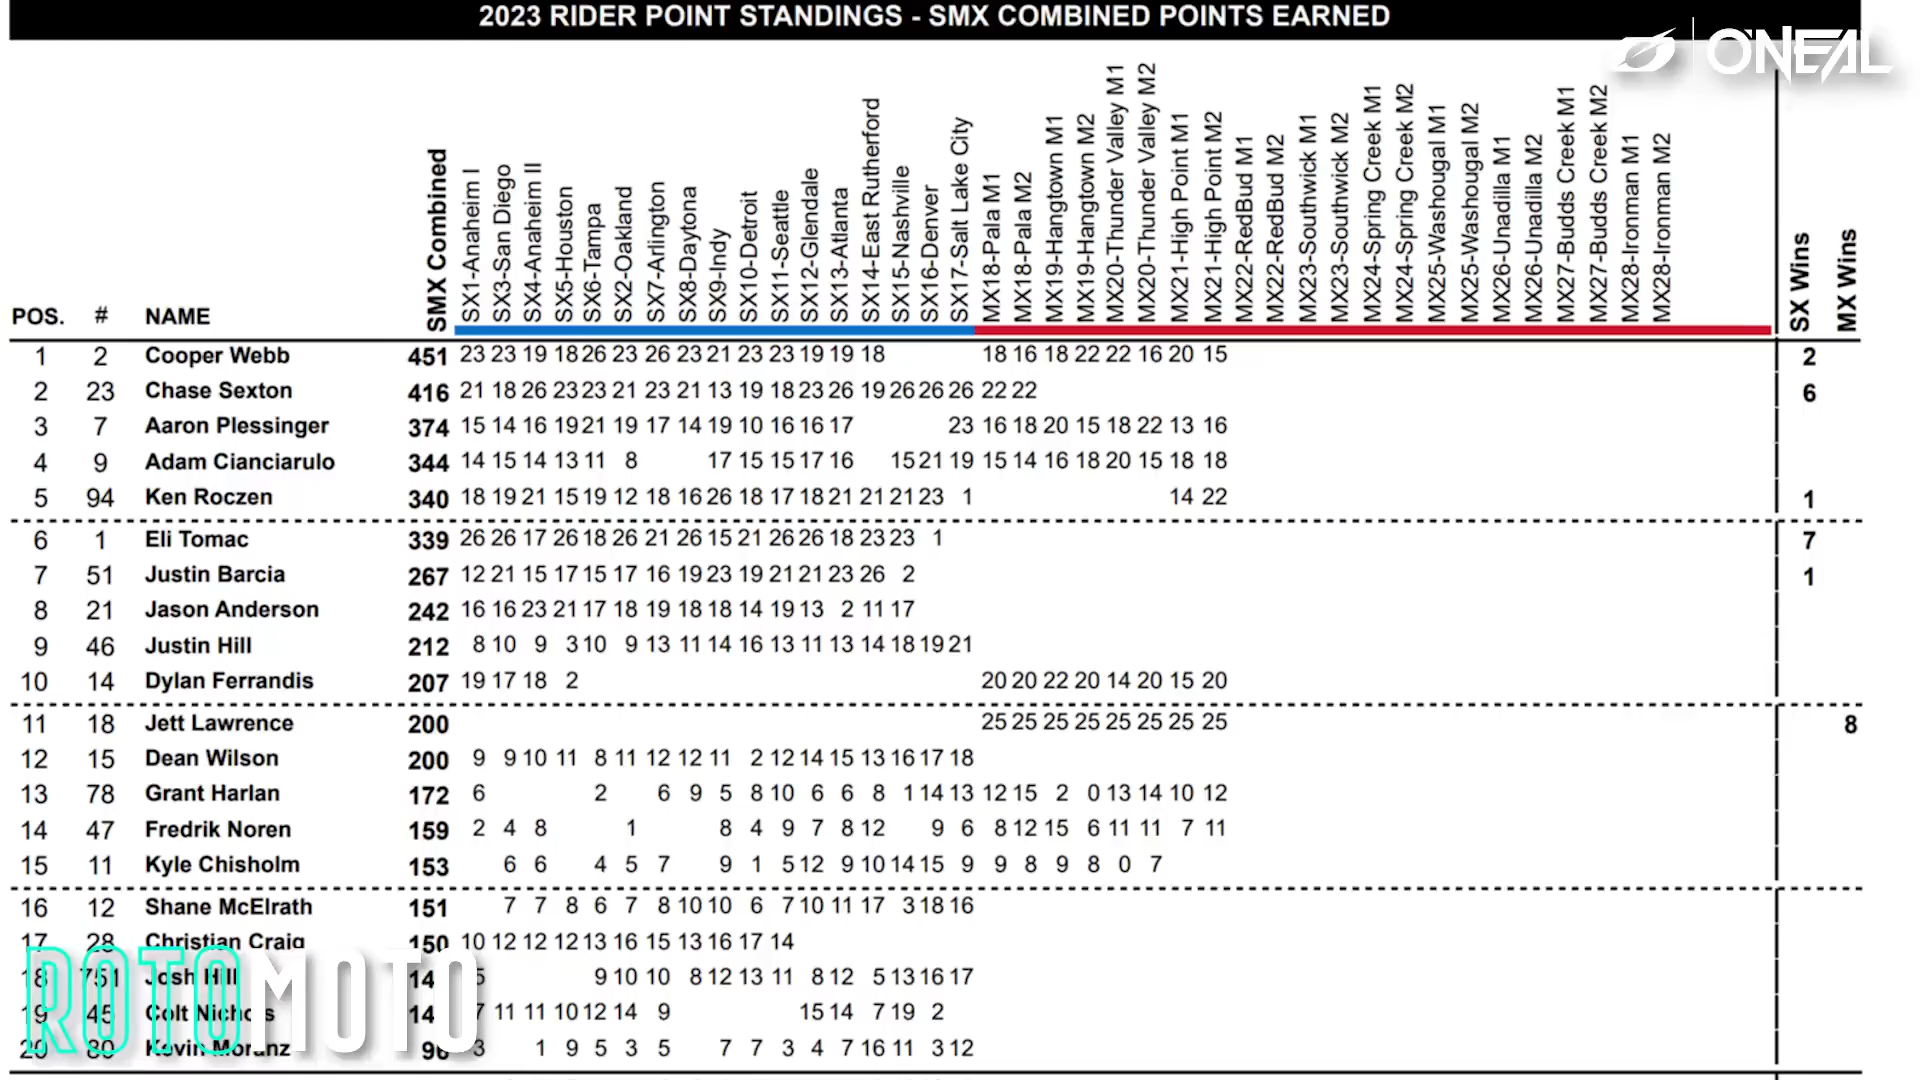 2023 RIDER POINT STANDINGS - SMX COMBINED POINTS EARNED
ONEAL
POS. # NAME SMX Combined SX1-Anaheim I SX3-San Diego SX4-Anaheim II SX5-Houston SX6-Tampa SX2-Oakland SX7-Arlington SX8-Daytona SX9-Indy SX10-Detroit SX11-Seattle SX12-Glendale SX13-Atlanta SX14-East Rutherford SX15-Nashville SX16-Denver SX17-Salt Lake City MX18-Pala M1 MX18-Pala M2 MX19-Hangtown M1 MX19-Hangtown M2 MX20-Thunder Valley M1 MX20-Thunder Valley M2 MX21-High Point M1 MX21-High Point M2 MX22-RedBud M1 MX22-RedBud M2 MX23-Southwick M1 MX23-Southwick M2 MX24-Spring Creek M1 MX24-Spring Creek M2 MX25-Washougal M1 MX25-Washougal M2 MX26-Unadilla M1 MX26-Unadilla M2 MX27-Budds Creek M1 MX27-Budds Creek M2 MX28-Ironman M1 MX28-Ironman M2 SX Wins MX Wins
1 2 Cooper Webb 451 23 23 19 18 26 23 26 23 21 23 23 19 19 18 18 16 18 22 22 16 20 15 2
2 23 Chase Sexton 416 21 18 26 23 23 21 23 21 13 19 18 23 26 19 26 26 26 22 22 6
3 7 Aaron Plessinger 374 15 14 16 19 21 19 17 14 19 10 16 16 17 23 16 18 20 15 18 22 13 16
4 9 Adam Cianciarulo 344 14 15 14 13 11 8 17 15 15 17 16 15 21 19 15 14 16 18 20 15 18 18
5 94 Ken Roczen 340 18 19 21 15 19 12 18 16 26 18 17 18 21 21 21 23 1 14 22 1
6 1 Eli Tomac 339 26 26 17 26 18 26 21 26 15 21 26 26 18 23 23 1 7
7 51 Justin Barcia 267 12 21 15 17 15 17 16 19 23 19 21 21 23 26 2 1
8 21 Jason Anderson 242 16 16 23 21 17 18 19 18 18 14 19 13 2 11 17
9 46 Justin Hill 212 8 10 9 3 10 9 13 11 14 16 13 11 13 14 18 19 21
10 14 Dylan Ferrandis 207 19 17 18 2 20 20 22 20 14 20 15 20
11 18 Jett Lawrence 200 25 25 25 25 25 25 25 25 8
12 15 Dean Wilson 200 9 9 10 11 8 11 12 12 11 2 12 14 15 13 16 17 18
13 78 Grant Harlan 172 6 2 6 9 5 8 10 6 6 8 1 14 13 12 15 2 0 13 14 10 12
14 47 Fredrik Noren 159 2 4 8 1 8 4 9 7 8 12 9 6 8 12 15 6 11 11 7 11
15 11 Kyle Chisholm 153 6 6 4 5 7 9 1 5 12 9 10 14 15 9 9 8 9 8 0 7
16 12 Shane McElrath 151 7 7 8 6 7 8 10 10 6 7 10 11 17 3 18 16
17 28 Christian Craig 150 10 12 12 12 13 16 15 13 16 17 14
18 751 Josh Hill 5 9 10 10 8 12 13 11 8 12 5 13 16 17
19 45 Colt Nichols 7 11 11 10 12 14 9 15 14 7 19 2
20 80 Kevin Moranz 96 3 1 9 5 3 5 7 7 3 4 7 16 11 3 12
ROTOMOTO